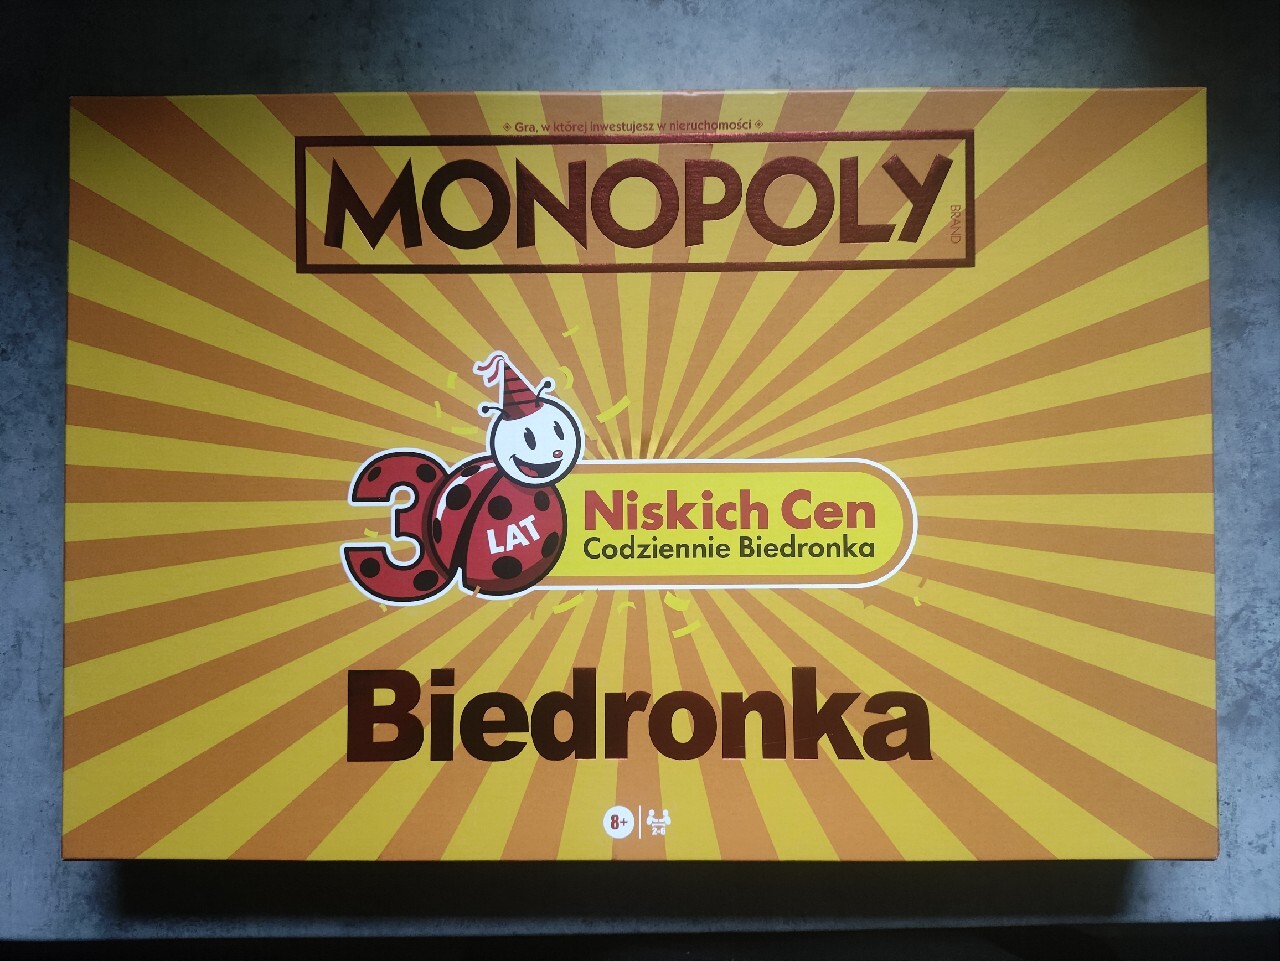 ◈ Gra, w której inwestujesz w nieruchomości ◈
MONOPOLY
BRAND
30
LAT
Niskich Cen
Codziennie Biedronka
Biedronka
8+
2-6